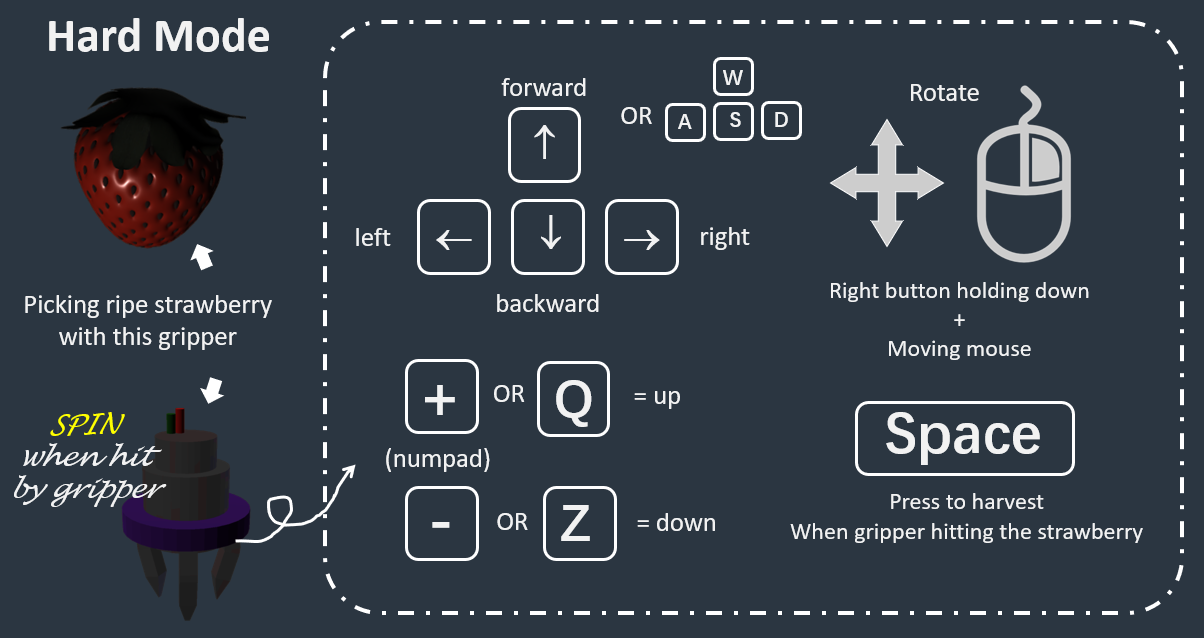 Hard Mode
Picking ripe strawberry
with this gripper
SPIN
when hit
by gripper
forward
↑
OR
W
A S D
left
← ↓ →
right
backward
+ OR Q = up
(numpad)
- OR Z = down
Rotate
Right button holding down
+
Moving mouse
Space
Press to harvest
When gripper hitting the strawberry